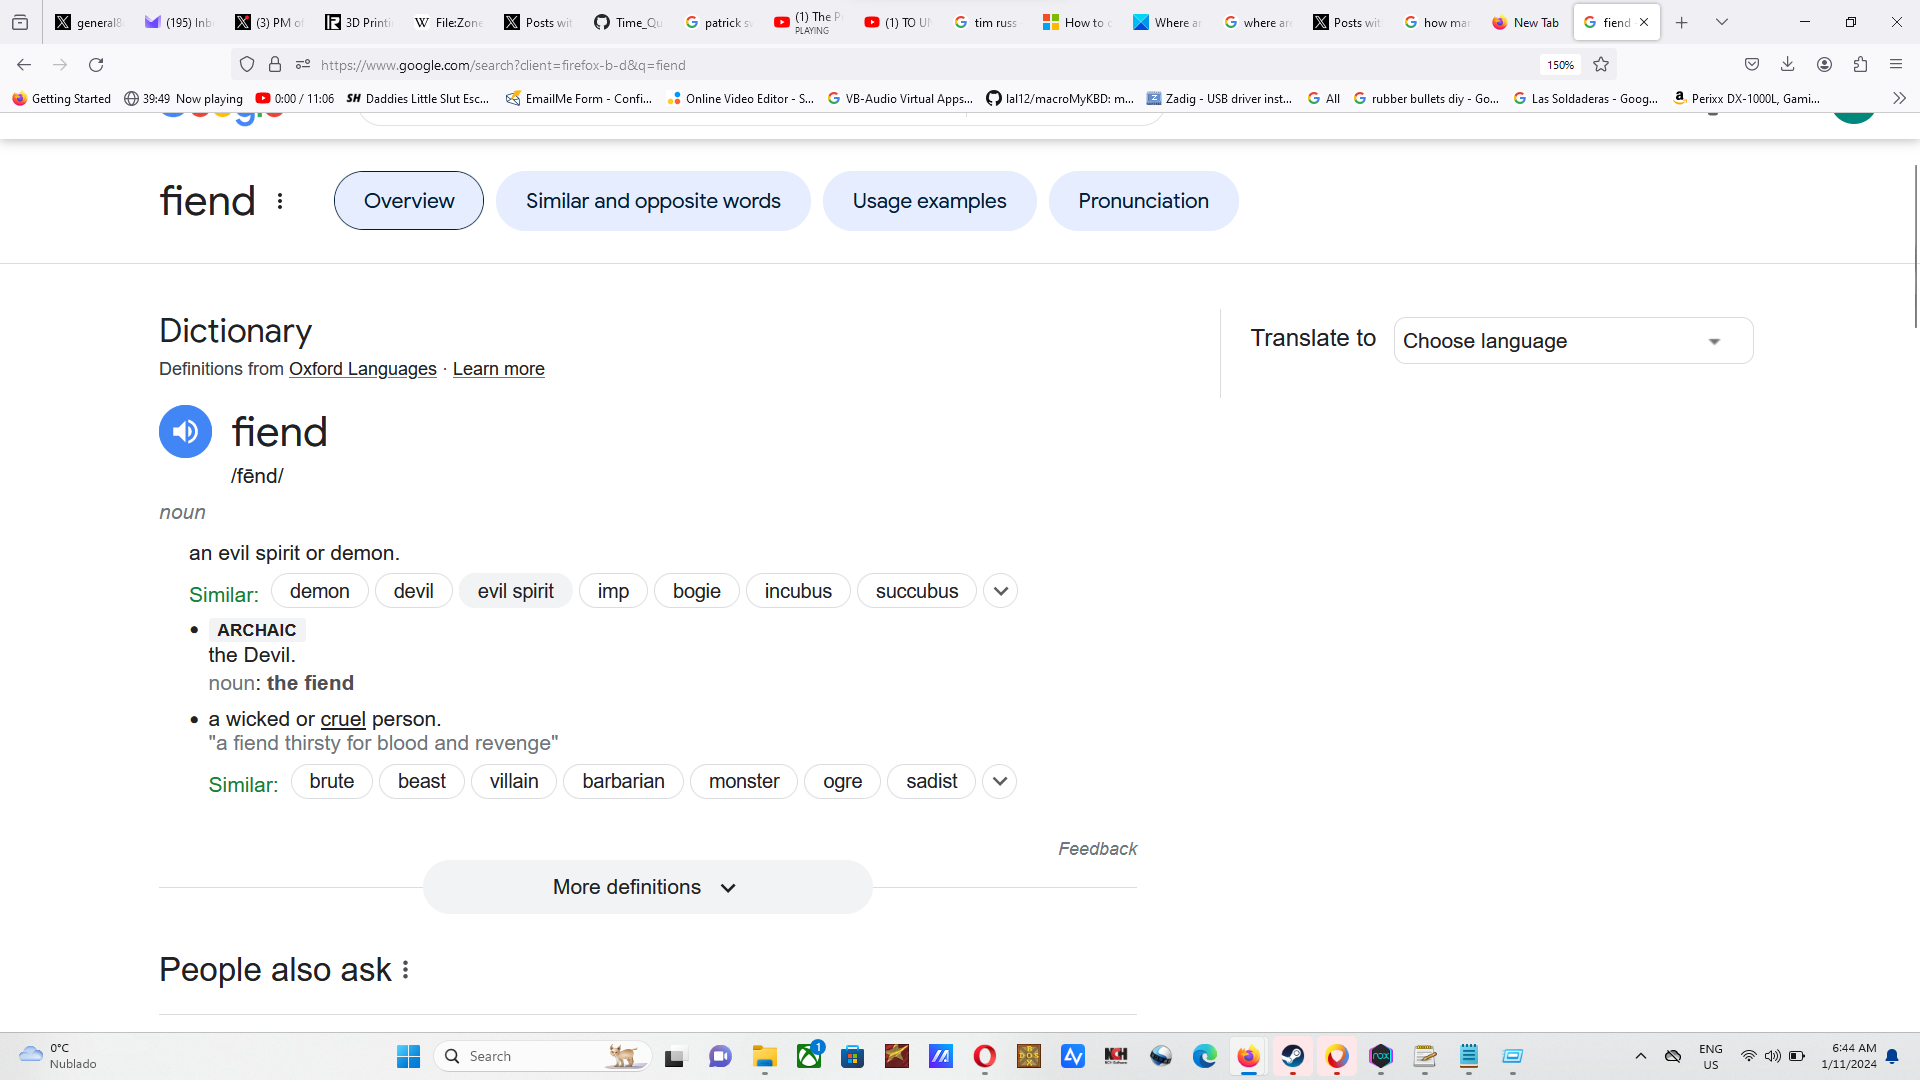 general8
(195) Inb
(3) PM of
3D Printi
File:Zone
Posts wit
Time_Qu
patrick sw
(1) The P
PLAYING
(1) TO UN
tim russ
How to c
Where ar
where are
Posts with
how mar
New Tab
fiend
https://www.google.com/search?client=firefox-b-d&q=fiend
150%
Getting Started
39:49 Now playing
0:00 / 11:06
Daddies Little Slut Esc...
EmailMe Form - Confi...
Online Video Editor - S...
VB-Audio Virtual Apps...
lal12/macroMyKBD: m...
Zadig - USB driver inst...
All
rubber bullets diy - Go...
Las Soldaderas - Goog...
Perixx DX-1000L, Gami...
fiend
Overview
Similar and opposite words
Usage examples
Pronunciation
Dictionary
Definitions from Oxford Languages · Learn more
Translate to
Choose language
fiend
/fēnd/
noun
an evil spirit or demon.
Similar: demon devil evil spirit imp bogie incubus succubus
ARCHAIC
the Devil.
noun: the fiend
a wicked or cruel person.
"a fiend thirsty for blood and revenge"
Similar: brute beast villain barbarian monster ogre sadist
Feedback
More definitions
People also ask
0°C
Nublado
Search
1
ENG
US
6:44 AM
1/11/2024